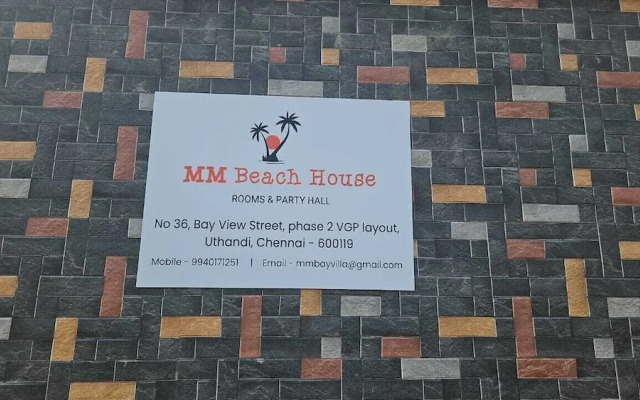 MM Beach House
ROOMS & PARTY HALL
No 36, Bay View Street, phase 2 VGP layout,
Uthandi, Chennai - 600119
Mobile - 9940171251 | Email - mmbayvilla@gmail.com